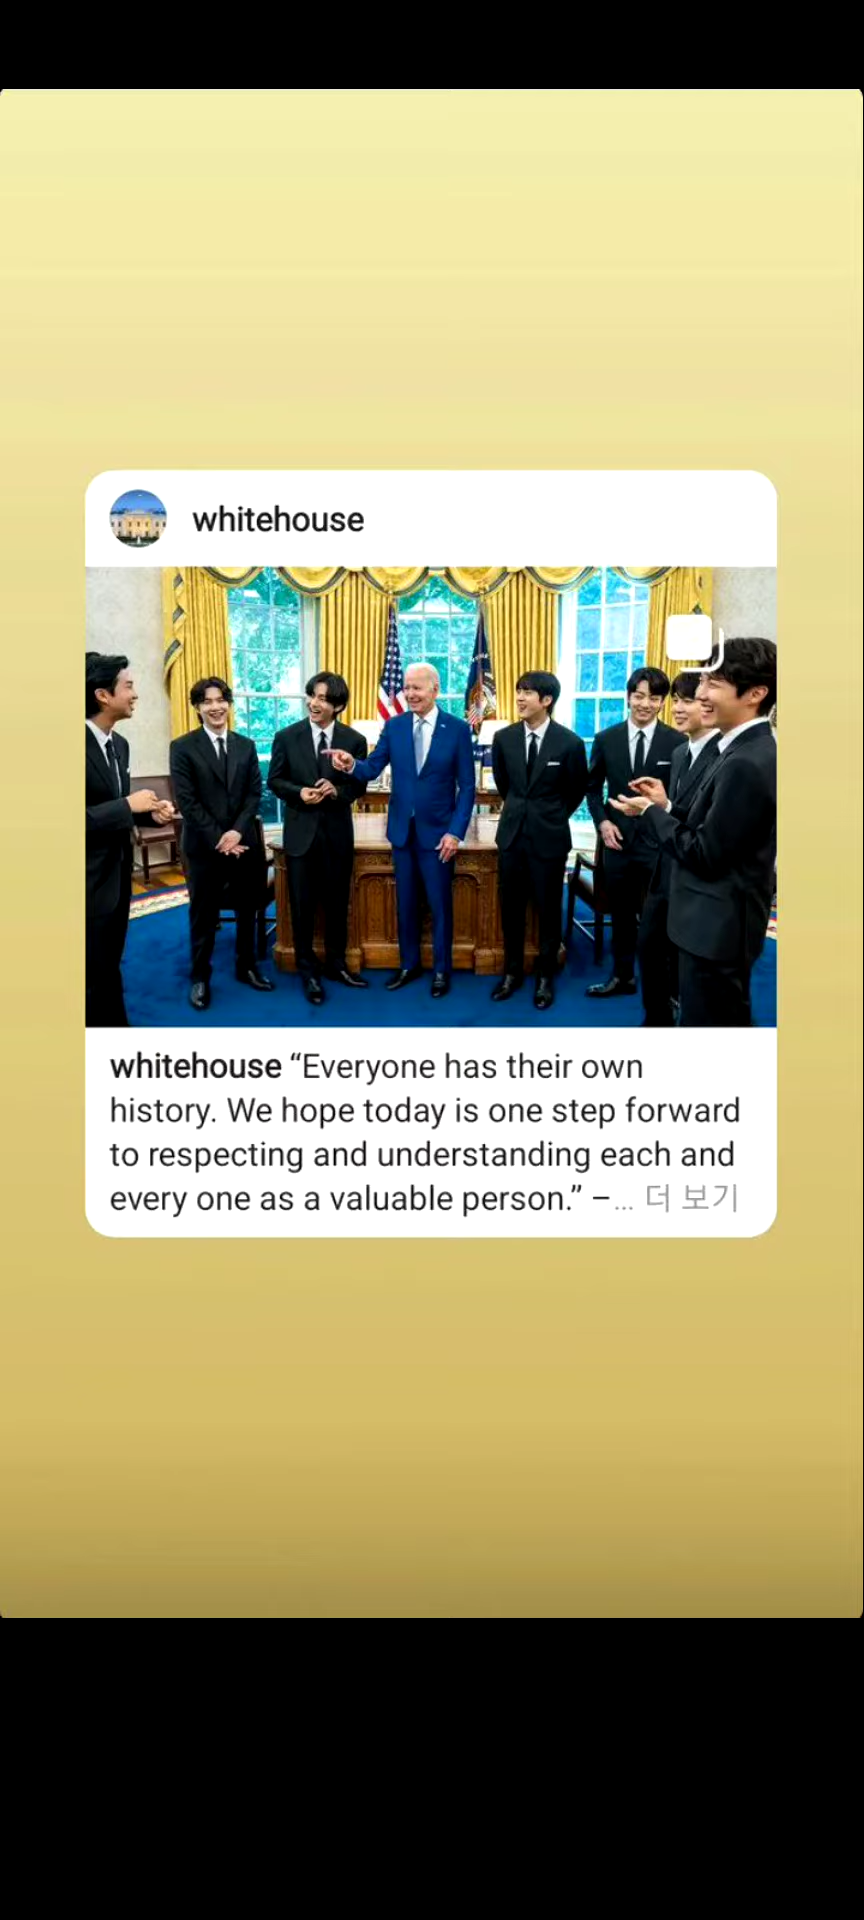 whitehouse
whitehouse “Everyone has their own
history. We hope today is one step forward
to respecting and understanding each and
every one as a valuable person.” –... 더 보기